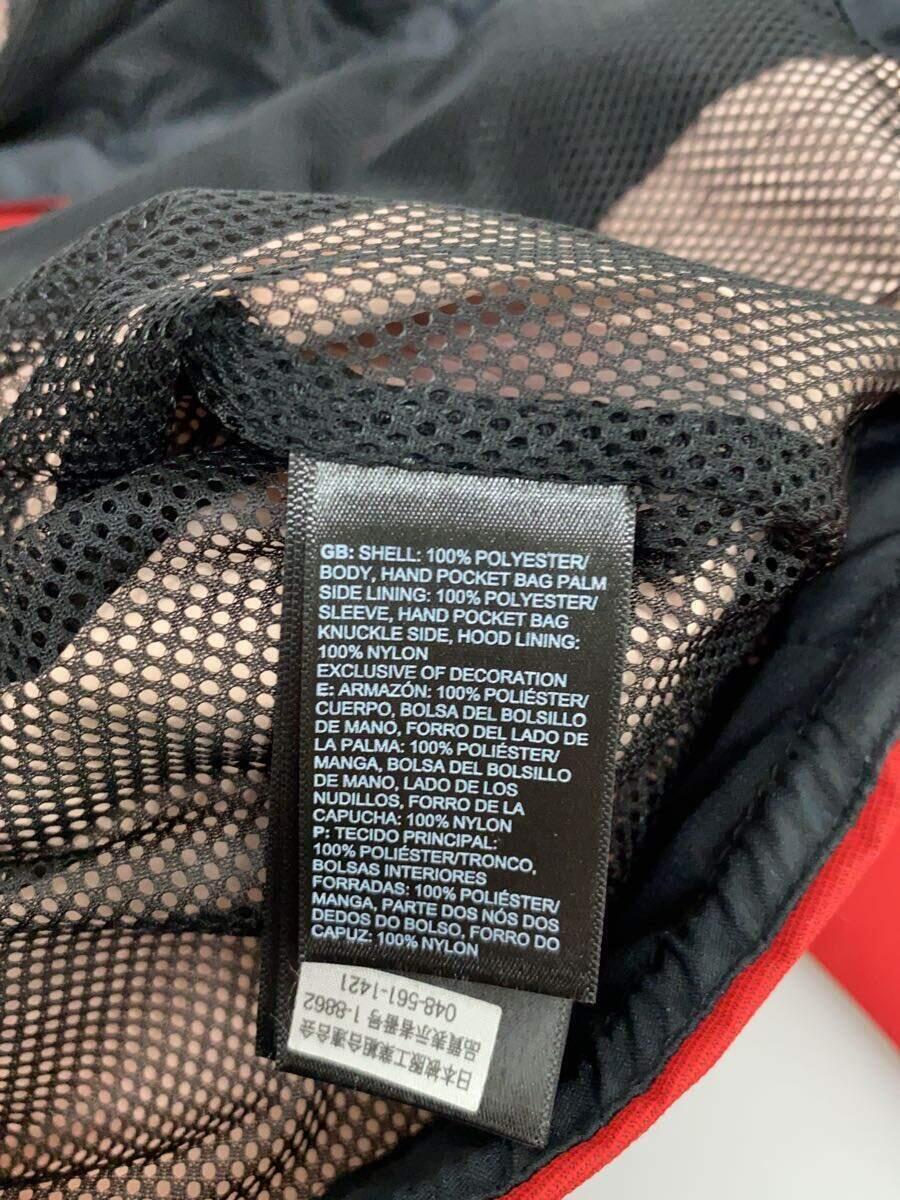 GB: SHELL: 100% POLYESTER/
BODY, HAND POCKET BAG PALM
SIDE LINING: 100% POLYESTER/
SLEEVE, HAND POCKET BAG
KNUCKLE SIDE, HOOD LINING:
100% NYLON
EXCLUSIVE OF DECORATION
E: ARMAZÓN: 100% POLIÉSTER/
CUERPO, BOLSA DEL BOLSILLO
DE MANO, FORRO DEL LADO DE
LA PALMA: 100% POLIÉSTER/
MANGA, BOLSA DEL BOLSILLO
DE MANO, LADO DE LOS
NUDILLOS, FORRO DE LA
CAPUCHA: 100% NYLON
P: TECIDO PRINCIPAL:
100% POLIÉSTER/TRONCO,
BOLSAS INTERIORES
FORRADAS: 100% POLIÉSTER/
MANGA, PARTE DOS NÓS DOS
DEDOS DO BOLSO, FORRO DO
CAPUZ: 100% NYLON
日本被服工業組合連合会
品質表示者番号1-8862
048-561-1421